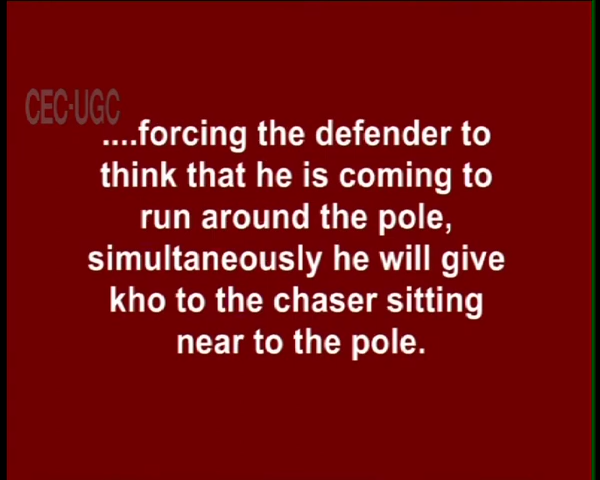 CEC-UGC
....forcing the defender to
think that he is coming to
run around the pole,
simultaneously he will give
kho to the chaser sitting
near to the pole.